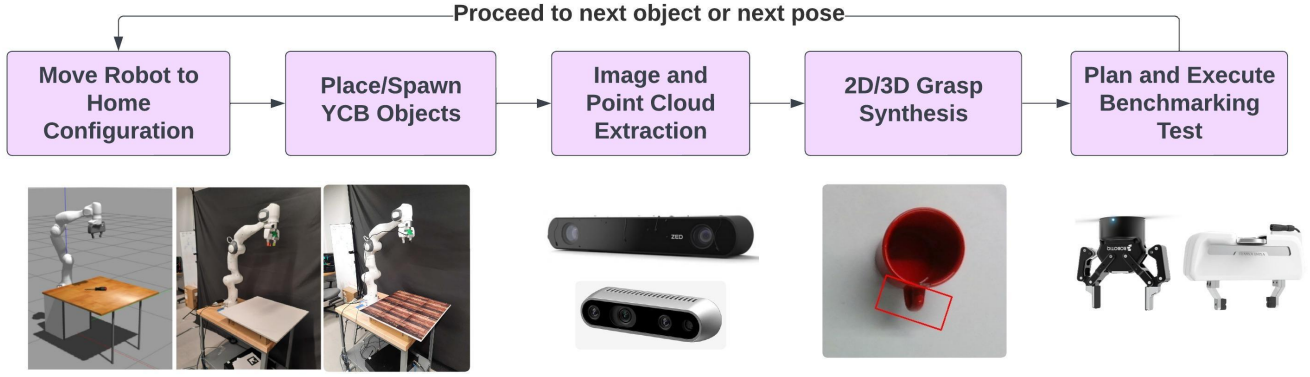 Proceed to next object or next pose
Move Robot to
Home
Configuration
Place/Spawn
YCB Objects
Image and
Point Cloud
Extraction
2D/3D Grasp
Synthesis
Plan and Execute
Benchmarking
Test
ZED
ROBOTIQ